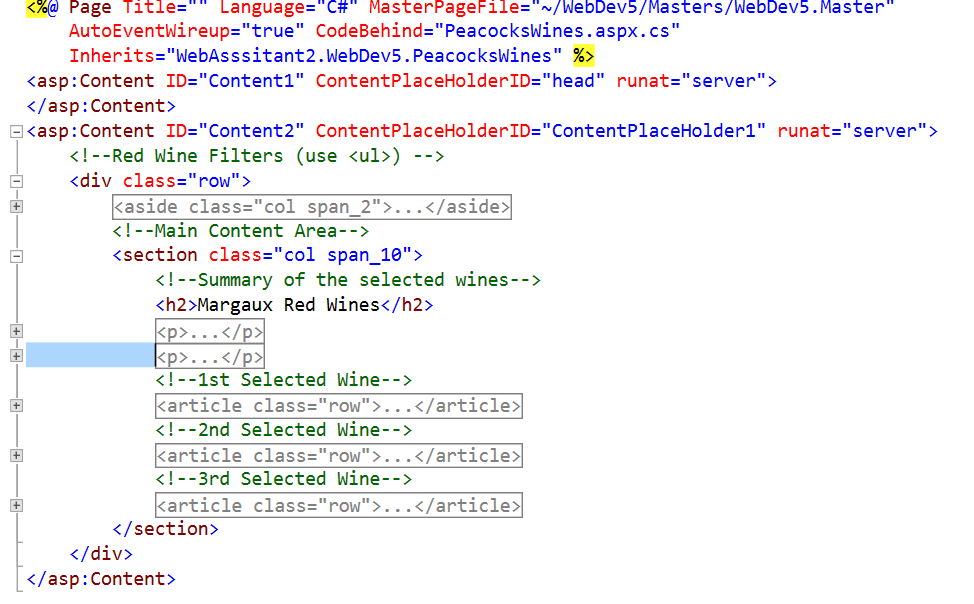 <%@ Page Title="" Language="C#" MasterPageFile="~/WebDev5/Masters/WebDev5.Master"
AutoEventWireup="true" CodeBehind="PeacocksWines.aspx.cs"
Inherits="WebAsssitant2.WebDev5.PeacocksWines" %>
<asp:Content ID="Content1" ContentPlaceHolderID="head" runat="server">
</asp:Content>
<asp:Content ID="Content2" ContentPlaceHolderID="ContentPlaceHolder1" runat="server">
<!--Red Wine Filters (use <ul>) -->
<div class="row">
<aside class="col span_2">...</aside>
<!--Main Content Area-->
<section class="col span_10">
<!--Summary of the selected wines-->
<h2>Margaux Red Wines</h2>
<p>...</p>
<p>...</p>
<!--1st Selected Wine-->
<article class="row">...</article>
<!--2nd Selected Wine-->
<article class="row">...</article>
<!--3rd Selected Wine-->
<article class="row">...</article>
</section>
</div>
</asp:Content>